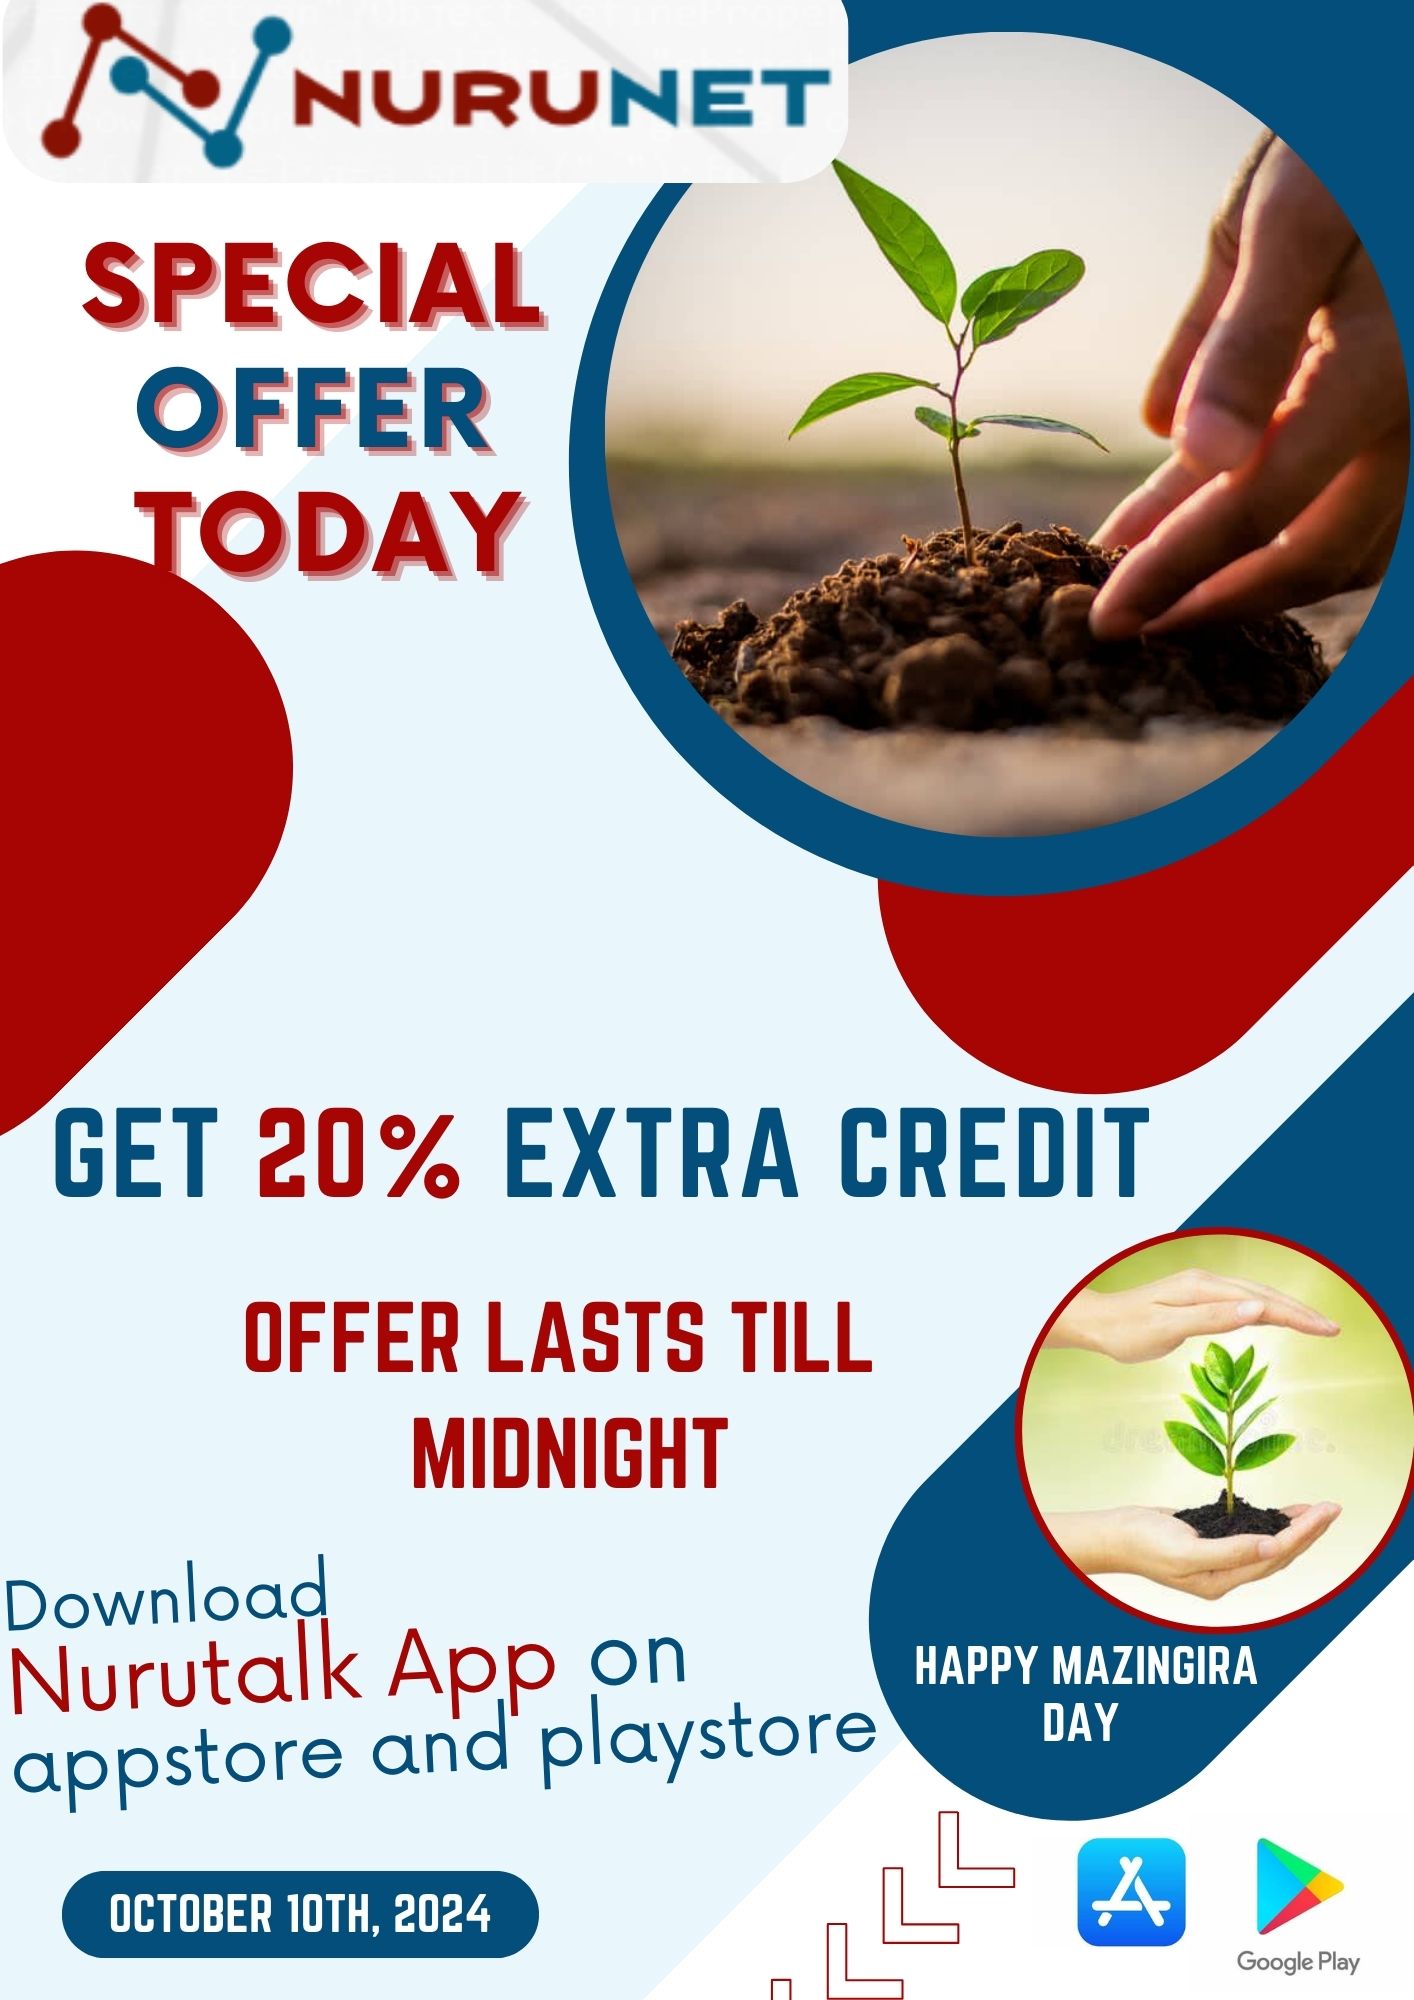 NURUNET
SPECIAL
OFFER
TODAY
GET 20% EXTRA CREDIT
OFFER LASTS TILL
MIDNIGHT
Download
Nurutalk App on
appstore and playstore
HAPPY MAZINGIRA
DAY
OCTOBER 10TH, 2024
Google Play